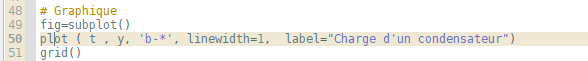 48 # Graphique
49 fig=subplot()
50 plot ( t , y, 'b-*', linewidth=1,  label="Charge d'un condensateur")
51 grid()